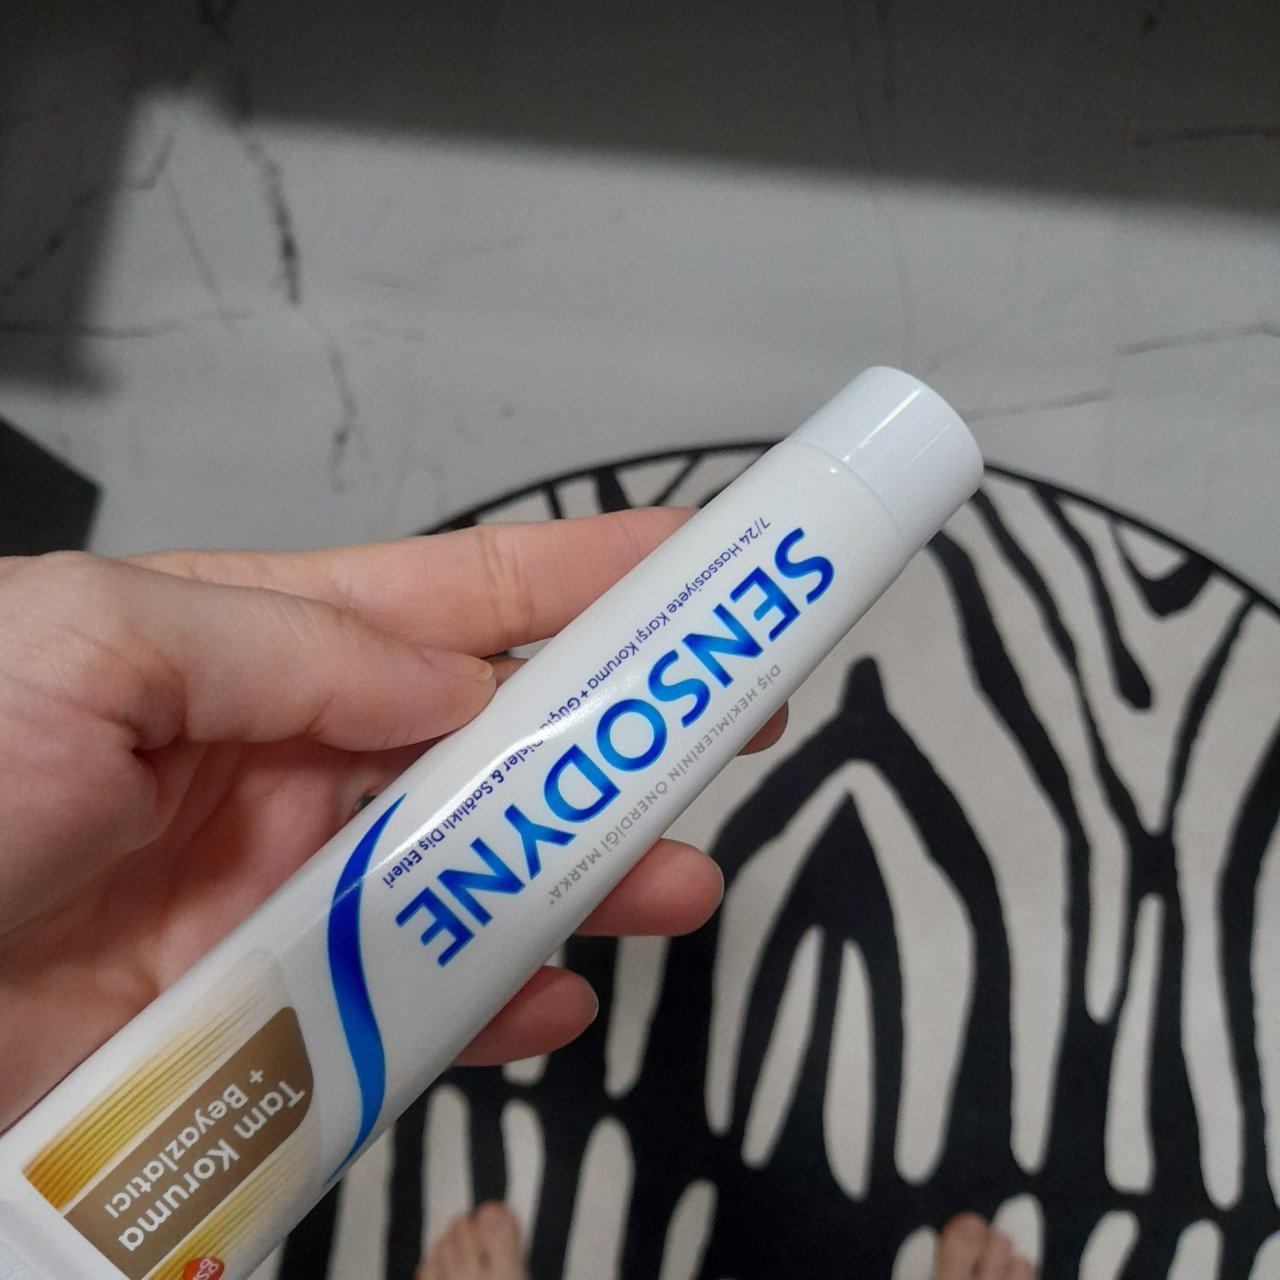 DİŞ HEKİMLERİNİN ÖNERDİĞİ MARKA*
SENSODYNE
7/24 Hassasiyete Karşı Koruma + Güçlü Dişler & Sağlıklı Diş Etleri
Tam Koruma
+ Beyazlatıcı
gsk